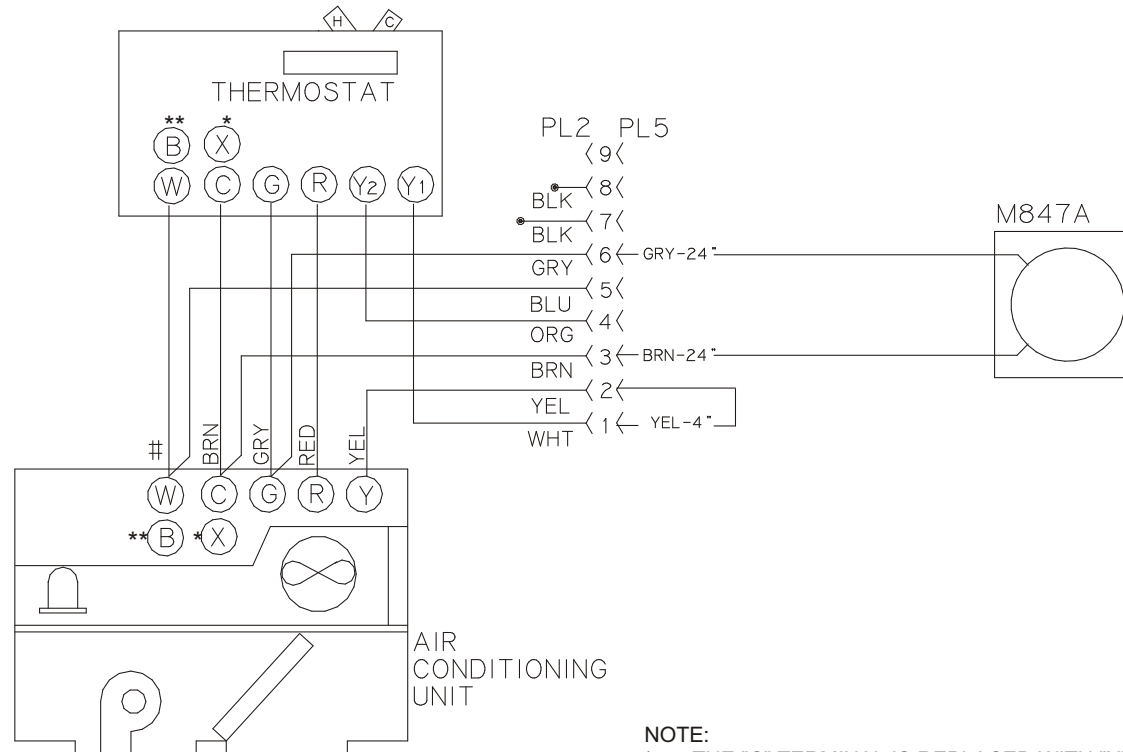 H C
THERMOSTAT
** *
B X
W C G R Y2 Y1
PL2 PL5
9
8
BLK
7
BLK
6 GRY-24"
GRY
5
BLU
4
ORG
3 BRN-24"
BRN
2
YEL
1 YEL-4"
WHT
M847A
# BRN GRY RED YEL
W C G R Y
**B *X
AIR
CONDITIONING
UNIT
NOTE: